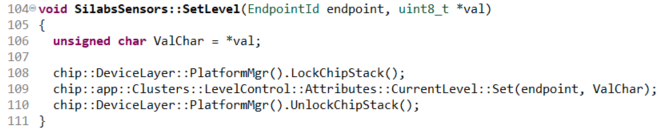 104 void SilabsSensors::SetLevel(EndpointId endpoint, uint8_t *val)
105 {
106 unsigned char ValChar = *val;
107
108 chip::DeviceLayer::PlatformMgr().LockChipStack();
109 chip::app::Clusters::LevelControl::Attributes::CurrentLevel::Set(endpoint, ValChar);
110 chip::DeviceLayer::PlatformMgr().UnlockChipStack();
111 }